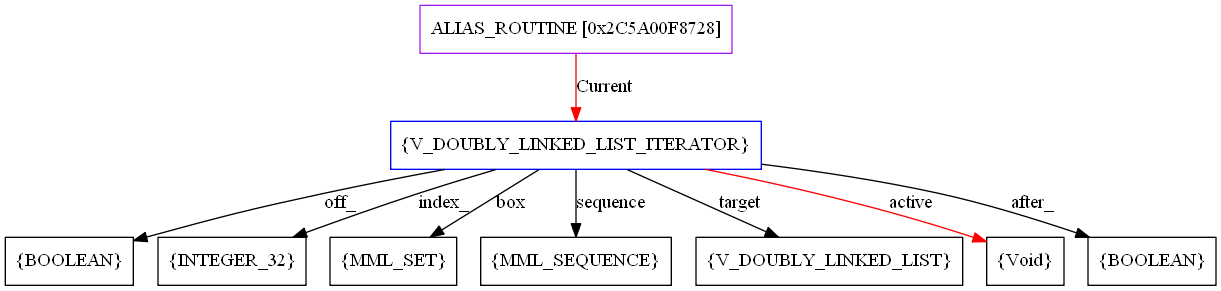 ALIAS_ROUTINE [0x2C5A00F8728]
Current
{V_DOUBLY_LINKED_LIST_ITERATOR}
off_
index_
box
sequence
target
active
after_
{BOOLEAN}
{INTEGER_32}
{MML_SET}
{MML_SEQUENCE}
{V_DOUBLY_LINKED_LIST}
{Void}
{BOOLEAN}